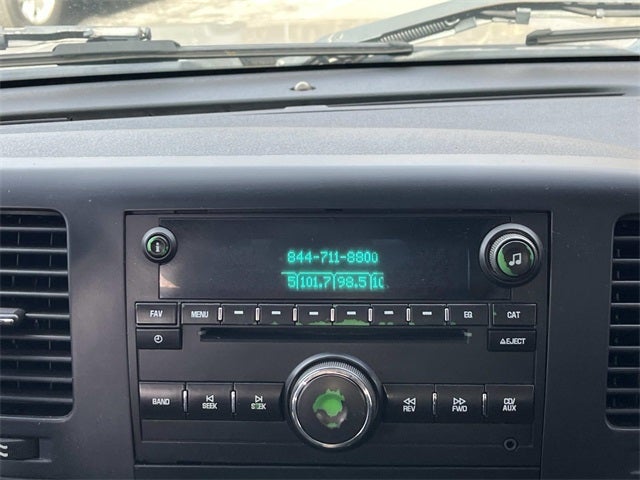 844-711-8800
5 101.7 98.5 10
FAV MENU EQ CAT
EJECT
BAND SEEK SEEK REV FWD CD/
AUX